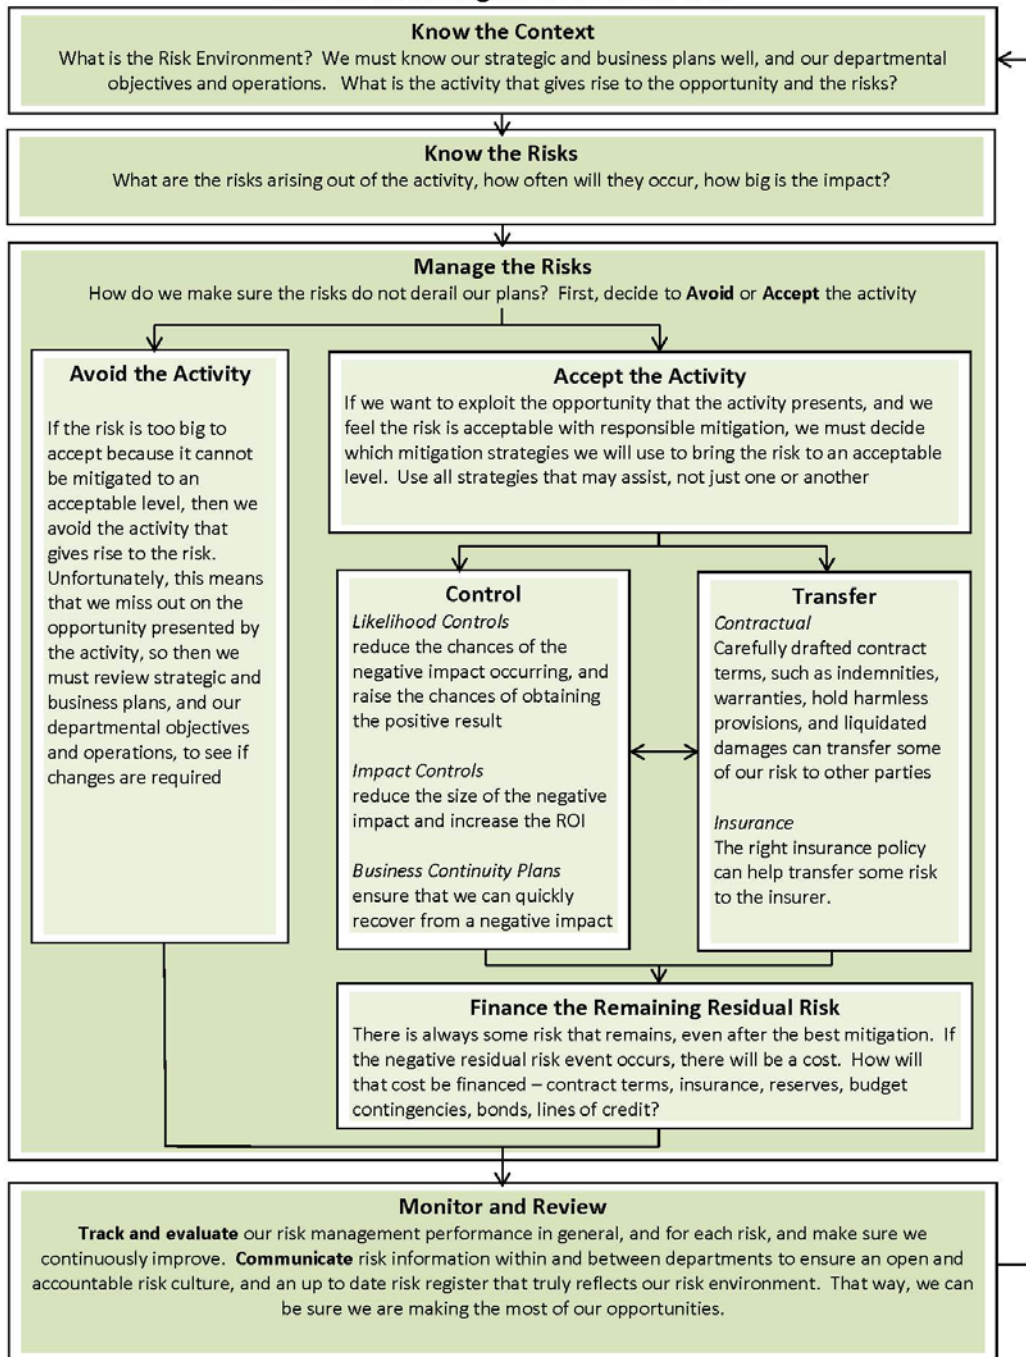 Know the Context
What is the Risk Environment? We must know our strategic and business plans well, and our departmental
objectives and operations. What is the activity that gives rise to the opportunity and the risks?
Know the Risks
What are the risks arising out of the activity, how often will they occur, how big is the impact?
Manage the Risks
How do we make sure the risks do not derail our plans? First, decide to Avoid or Accept the activity
Avoid the Activity
If the risk is too big to
accept because it cannot
be mitigated to an
acceptable level, then we
avoid the activity that
gives rise to the risk.
Unfortunately, this means
that we miss out on the
opportunity presented by
the activity, so then we
must review strategic and
business plans, and our
departmental objectives
and operations, to see if
changes are required
Accept the Activity
If we want to exploit the opportunity that the activity presents, and we
feel the risk is acceptable with responsible mitigation, we must decide
which mitigation strategies we will use to bring the risk to an acceptable
level. Use all strategies that may assist, not just one or another
Control
Likelihood Controls
reduce the chances of the
negative impact occurring, and
raise the chances of obtaining
the positive result
Impact Controls
reduce the size of the negative
impact and increase the ROI
Business Continuity Plans
ensure that we can quickly
recover from a negative impact
Transfer
Contractual
Carefully drafted contract
terms, such as indemnities,
warranties, hold harmless
provisions, and liquidated
damages can transfer some
of our risk to other parties
Insurance
The right insurance policy
can help transfer some risk
to the insurer.
Finance the Remaining Residual Risk
There is always some risk that remains, even after the best mitigation. If
the negative residual risk event occurs, there will be a cost. How will
that cost be financed – contract terms, insurance, reserves, budget
contingencies, bonds, lines of credit?
Monitor and Review
Track and evaluate our risk management performance in general, and for each risk, and make sure we
continuously improve. Communicate risk information within and between departments to ensure an open and
accountable risk culture, and an up to date risk register that truly reflects our risk environment. That way, we can
be sure we are making the most of our opportunities.